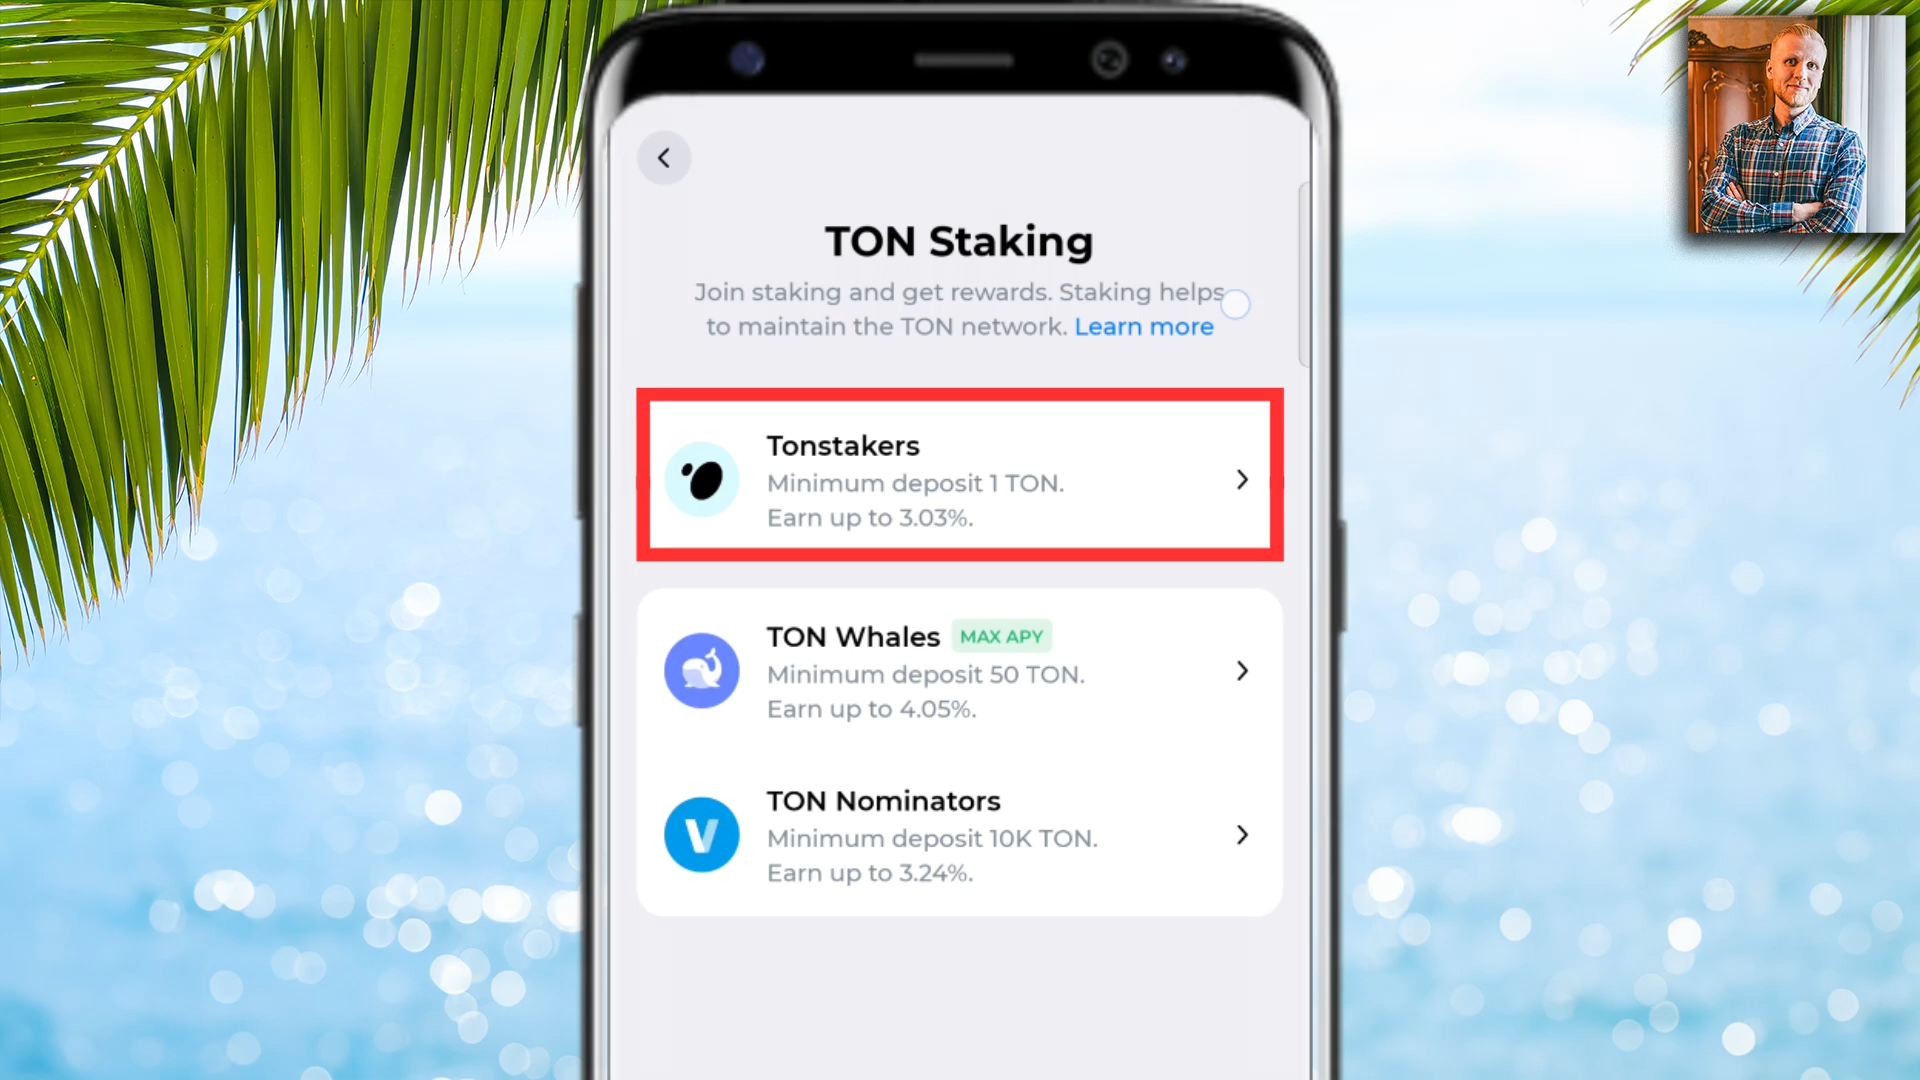 TON Staking
Join staking and get rewards. Staking helps
to maintain the TON network. Learn more
Tonstakers
Minimum deposit 1 TON.
Earn up to 3.03%.
TON Whales MAX APY
Minimum deposit 50 TON.
Earn up to 4.05%.
TON Nominators
Minimum deposit 10K TON.
Earn up to 3.24%.